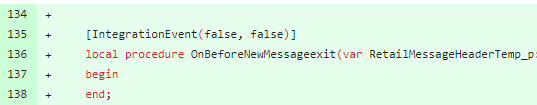 134 +
135 + [IntegrationEvent(false, false)]
136 + local procedure OnBeforeNewMessageexit(var RetailMessageHeaderTemp_p:
137 + begin
138 + end;